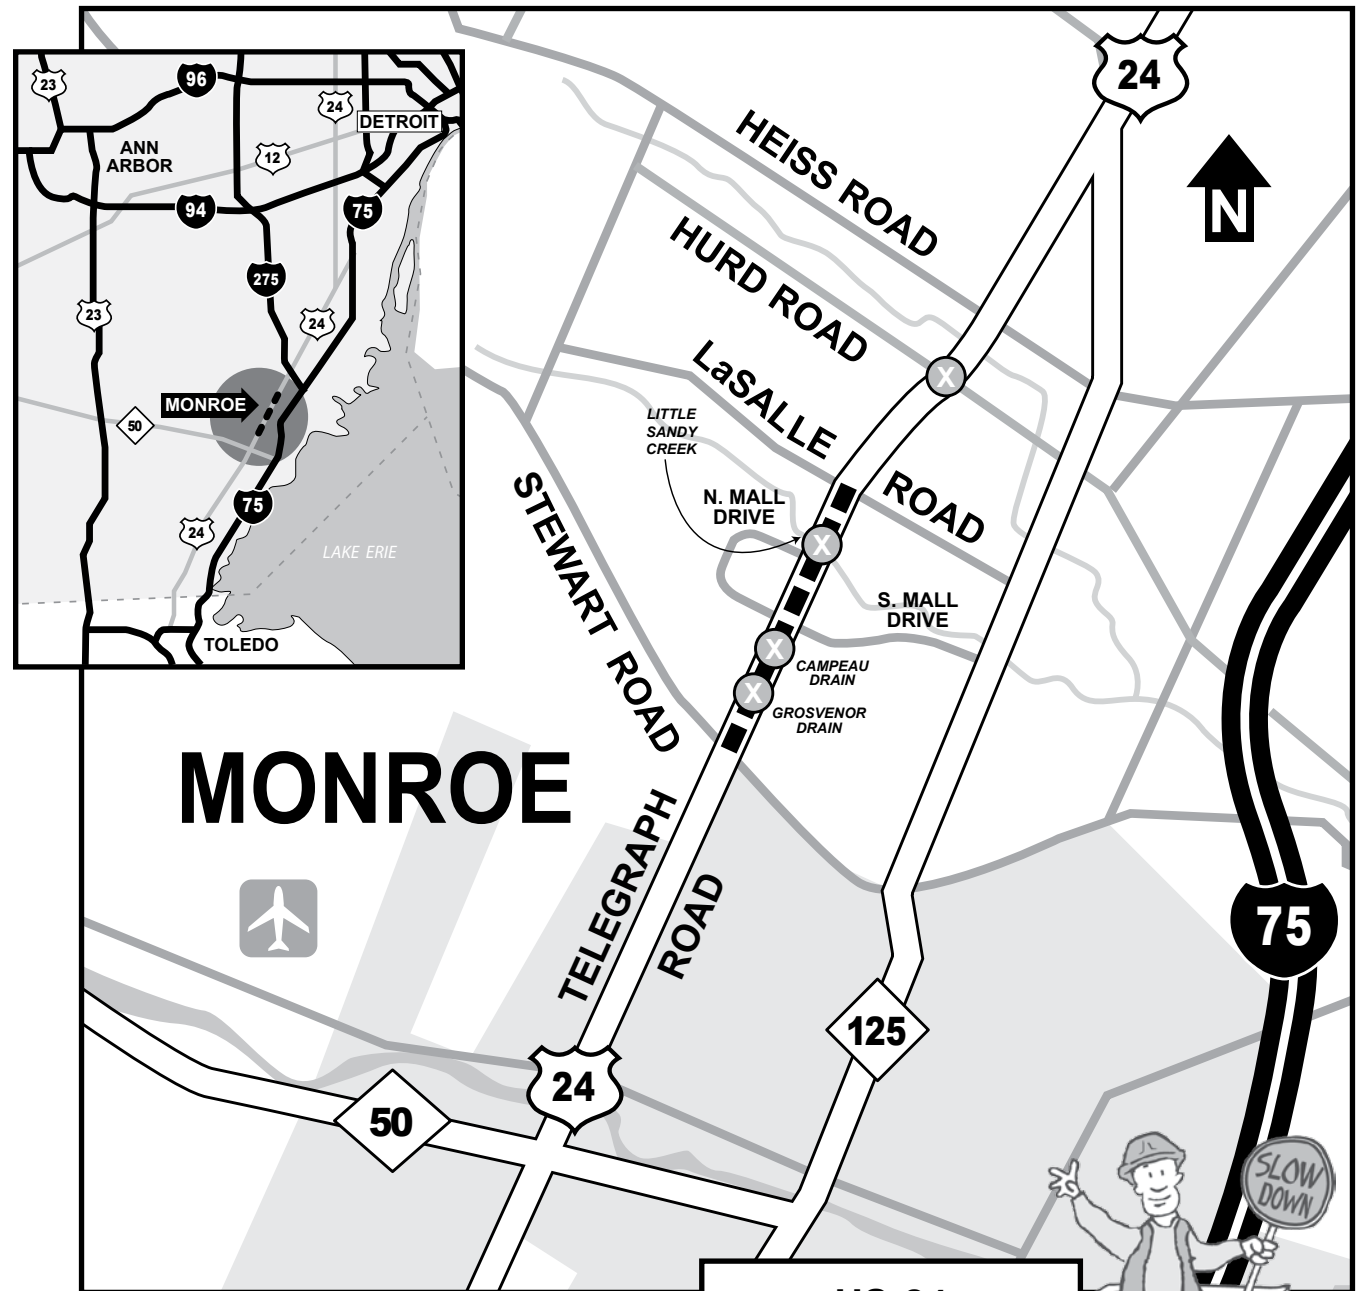 23
96
24
DETROIT
ANN
ARBOR
12
94
75
275
23
24
MONROE
50
75
24
LAKE ERIE
TOLEDO
24
N
HEISS ROAD
HURD ROAD
X
LaSALLE
ROAD
LITTLE
SANDY
CREEK
N. MALL
DRIVE
X
STEWART ROAD
S. MALL
DRIVE
X
CAMPEAU
DRAIN
X
GROSVENOR
DRAIN
MONROE
TELEGRAPH
ROAD
75
125
24
50
SLOW
DOWN